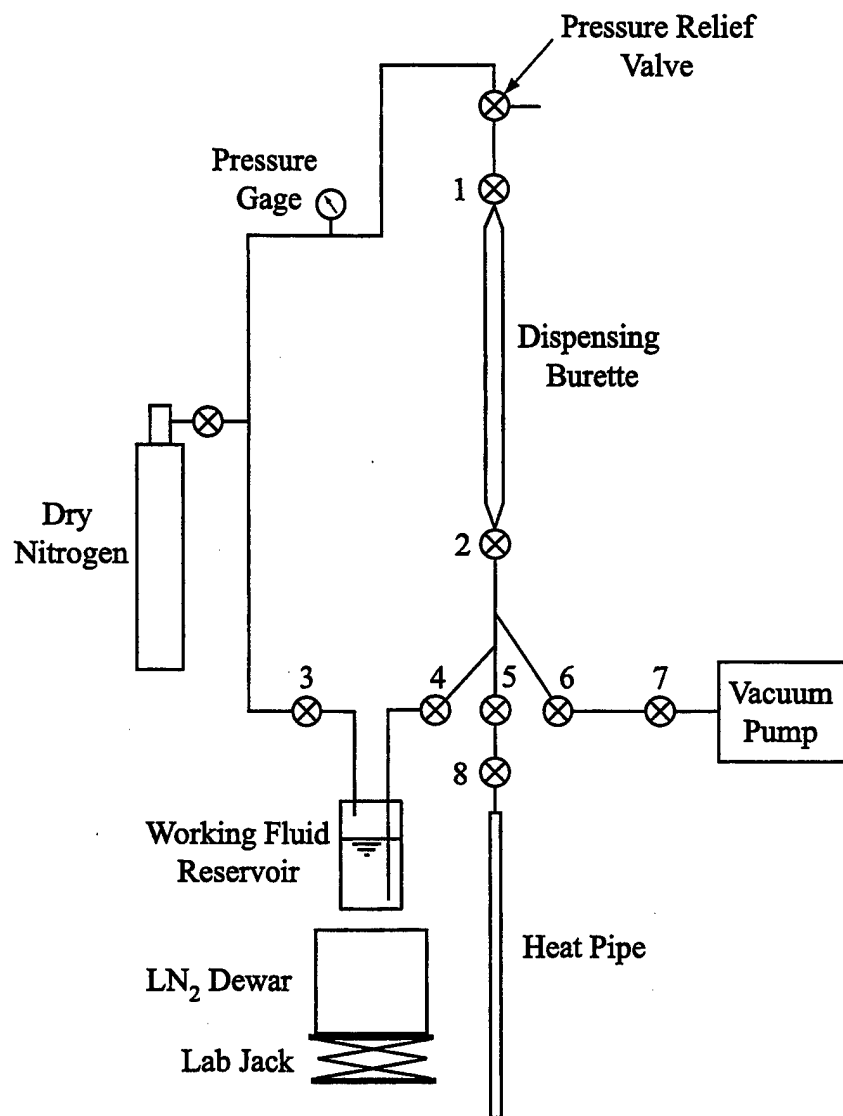 Pressure Relief
Valve
Pressure
Gage
1
Dispensing
Burette
Dry
Nitrogen
2
3
4
5
6
7
Vacuum
Pump
8
Working Fluid
Reservoir
Heat Pipe
LN₂ Dewar
Lab Jack